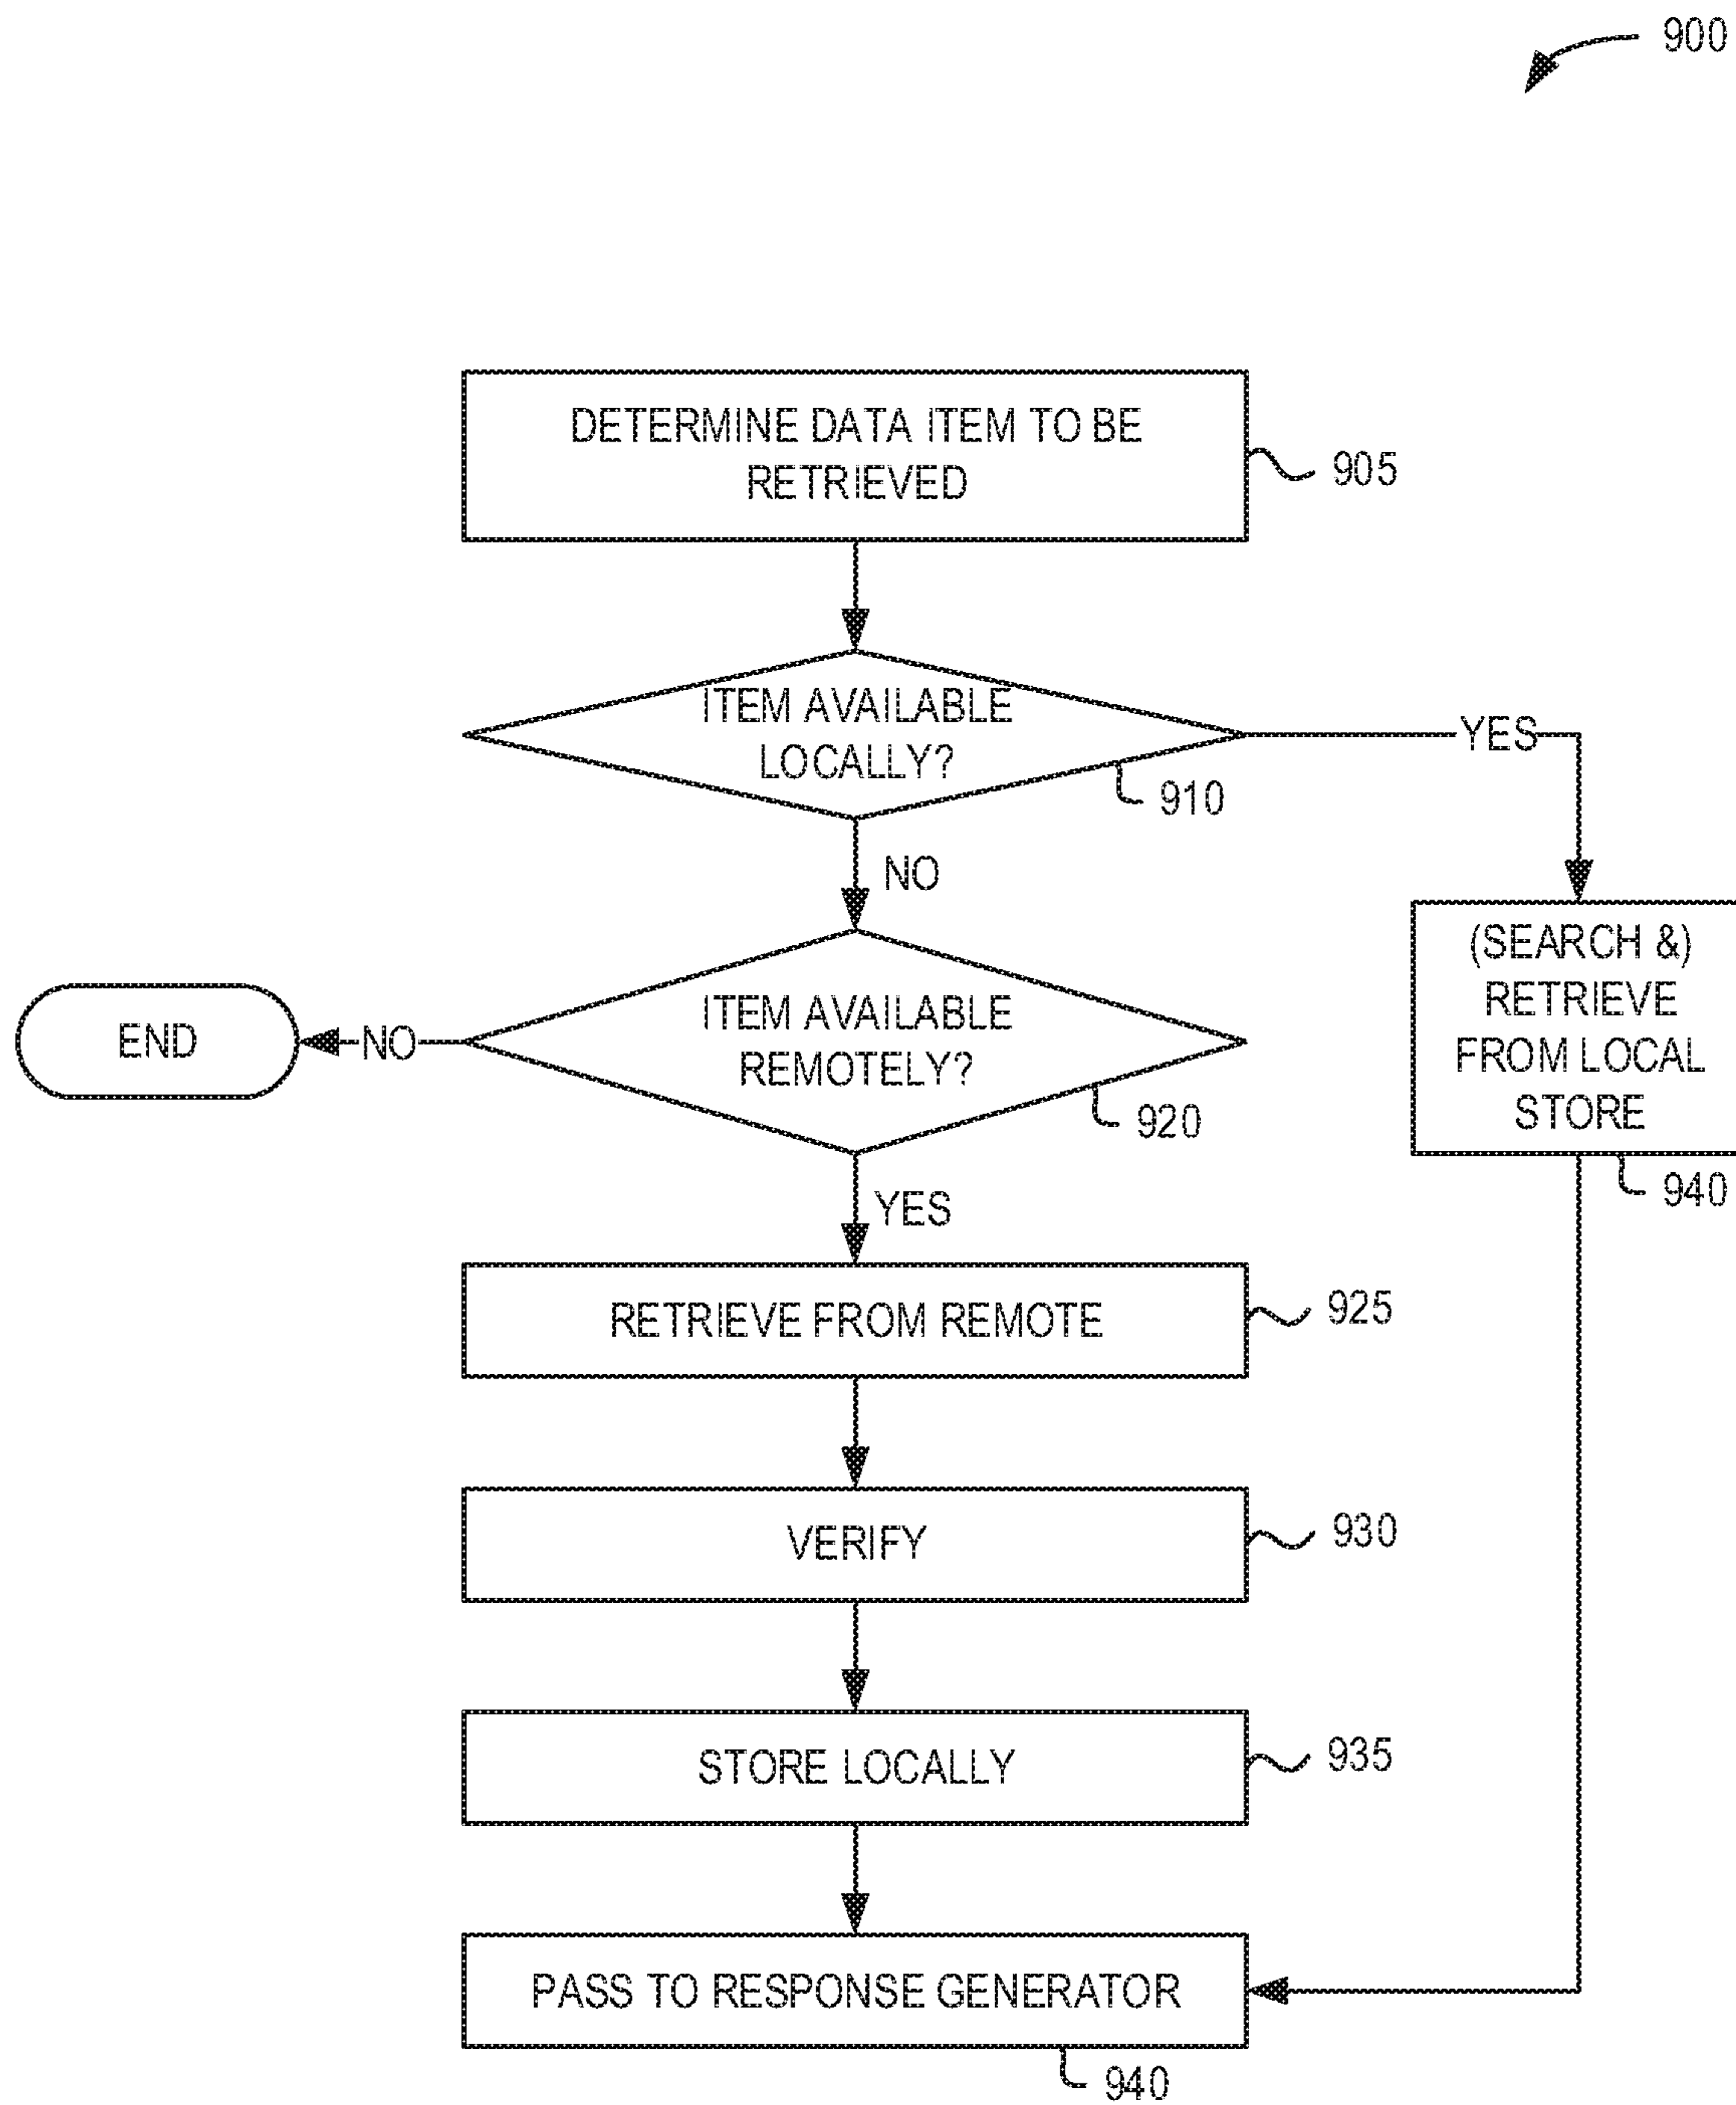 900
DETERMINE DATA ITEM TO BE
RETRIEVED
905
ITEM AVAILABLE
LOCALLY?
910
YES
NO
(SEARCH &)
RETRIEVE
FROM LOCAL
STORE
940
ITEM AVAILABLE
REMOTELY?
920
NO
END
YES
RETRIEVE FROM REMOTE
925
VERIFY
930
STORE LOCALLY
935
PASS TO RESPONSE GENERATOR
940